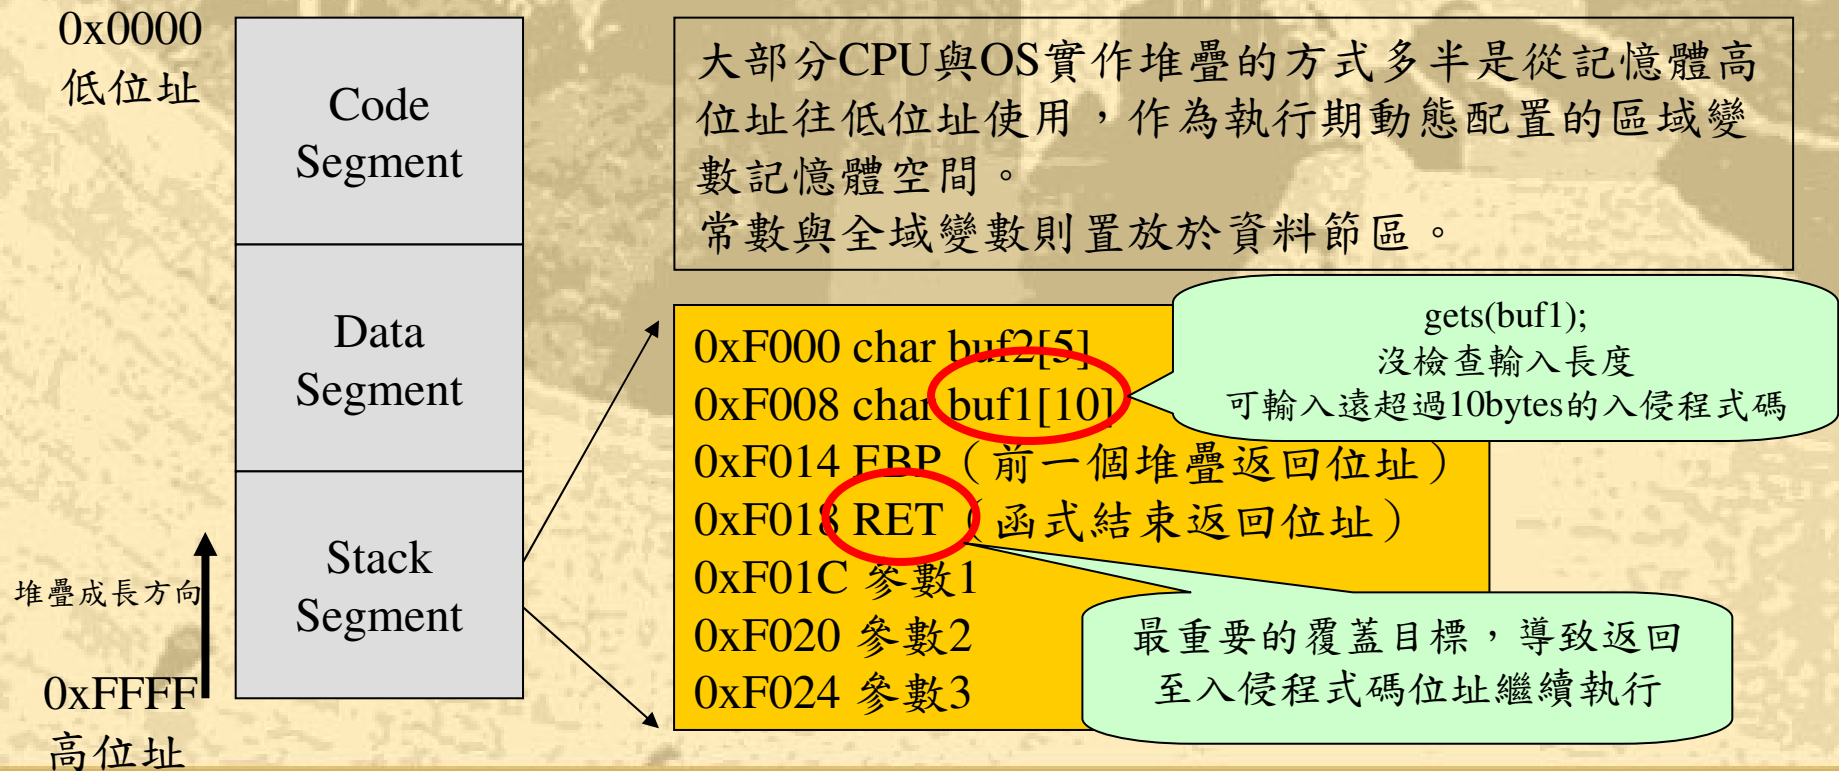 0x0000
低位址
Code
Segment
Data
Segment
Stack
Segment
堆疊成長方向
0xFFFF
高位址
大部分CPU與OS實作堆疊的方式多半是從記憶體高
位址往低位址使用，作為執行期動態配置的區域變
數記憶體空間。
常數與全域變數則置放於資料節區。
0xF000 char buf2[5]
0xF008 char buf1[10]
0xF014 EBP（前一個堆疊返回位址）
0xF018 RET（函式結束返回位址）
0xF01C 參數1
0xF020 參數2
0xF024 參數3
gets(buf1);
沒檢查輸入長度
可輸入遠超過10bytes的入侵程式碼
最重要的覆蓋目標，導致返回
至入侵程式碼位址繼續執行